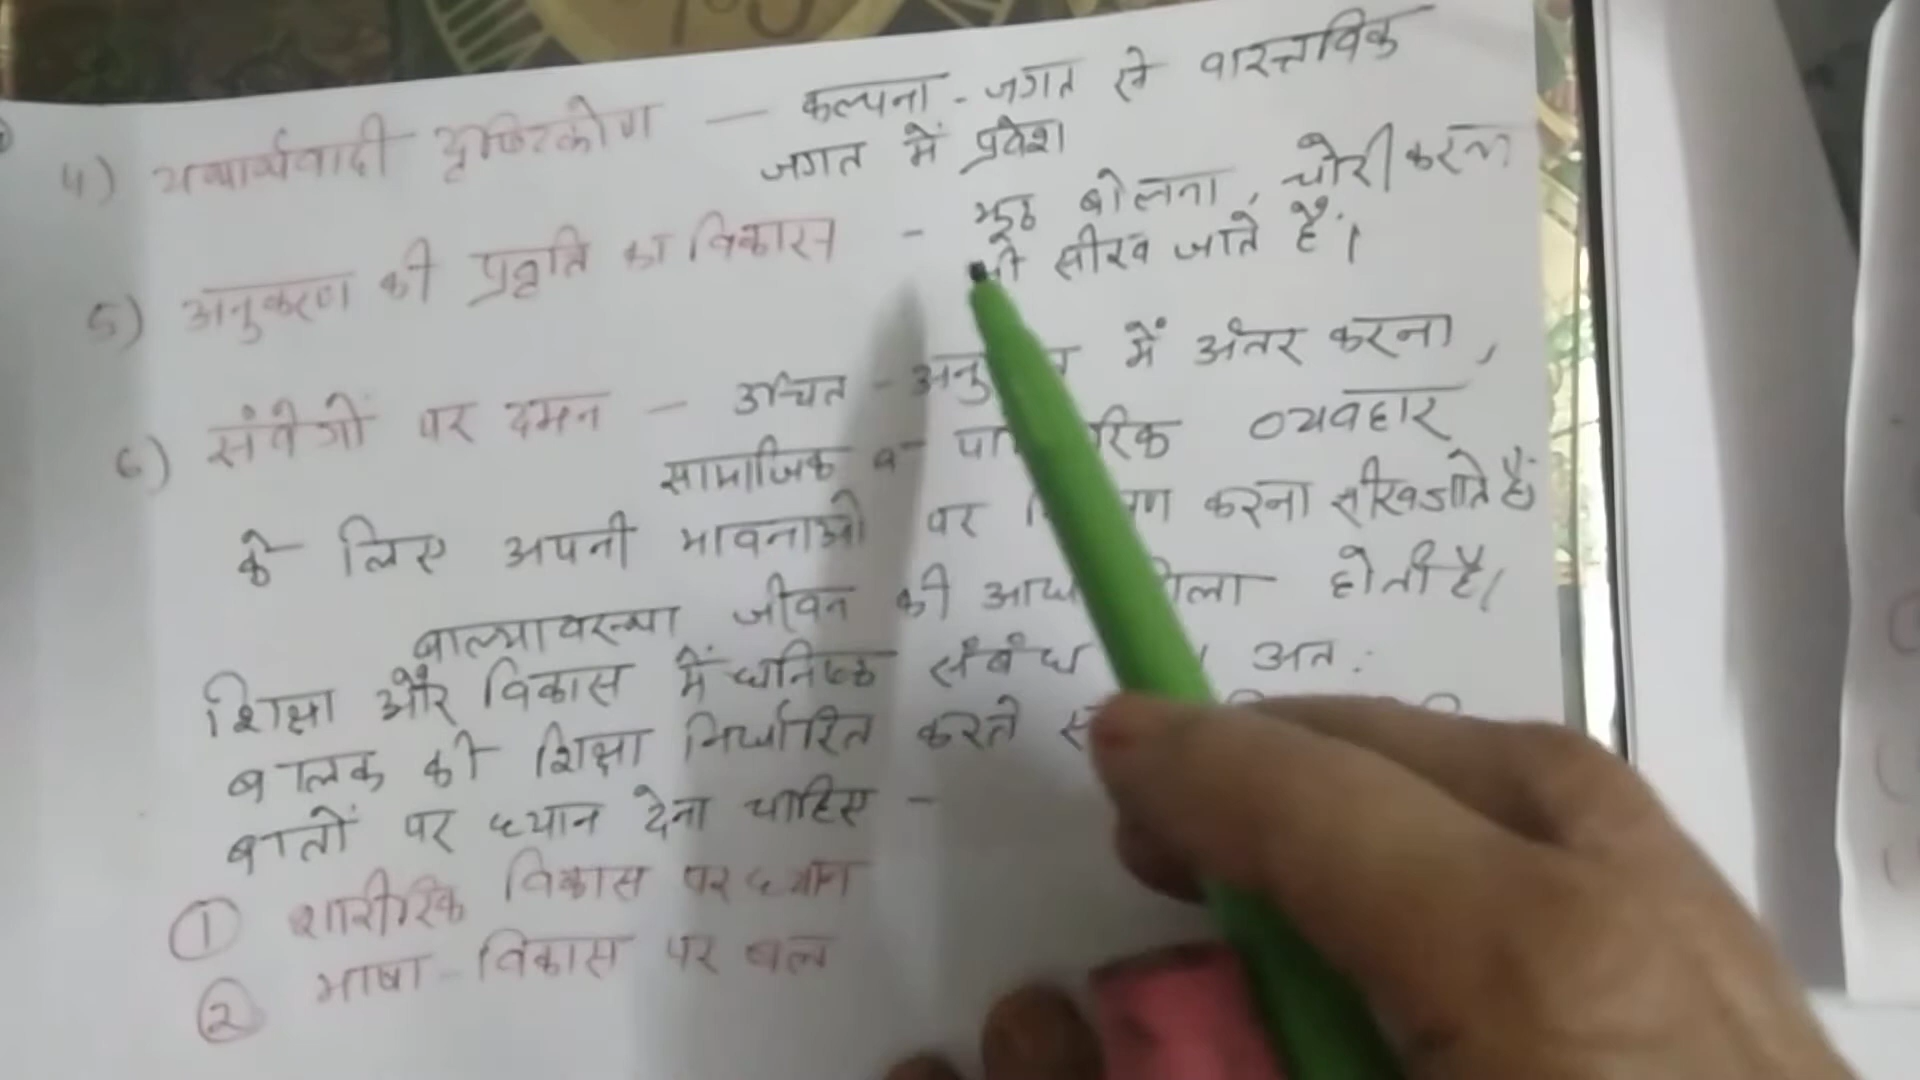 4) यथार्थवादी दृष्टिकोण — कल्पना - जगत से वास्तविक
जगत में प्रवेश
5) अनुकरण की प्रवृति का विकास - झूठ बोलना, चोरी करना
भी सीख जाते हैं।
6) संवेगों पर दमन — उचित - में अंतर करना,
सामाजिक व व्यवहार
के लिए अपनी भावनाओ पर करना सीख जाते हैं
बाल्यावस्था जीवन की होती है।
शिक्षा और विकास में घनिष्ठ संबंध अत:
बालक की शिक्षा निर्धारित करते
बातों पर ध्यान देना चाहिए -
① शारीरिक विकास पर ध्यान
② भाषा - विकास पर बल